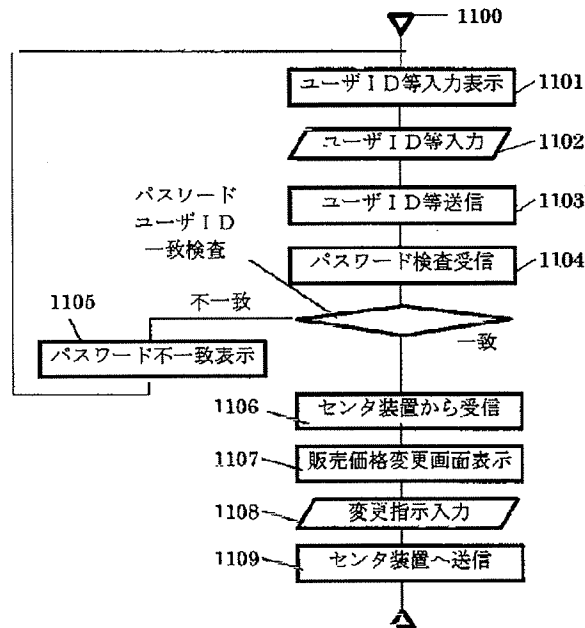 1100
ユーザID等入力表示 1101
ユーザID等入力 1102
ユーザID等送信 1103
パスワード検査受信 1104
パスワード
ユーザID
一致検査
不一致
一致
1105
パスワード不一致表示
1106 センタ装置から受信
1107 販売価格変更画面表示
1108 変更指示入力
1109 センタ装置へ送信